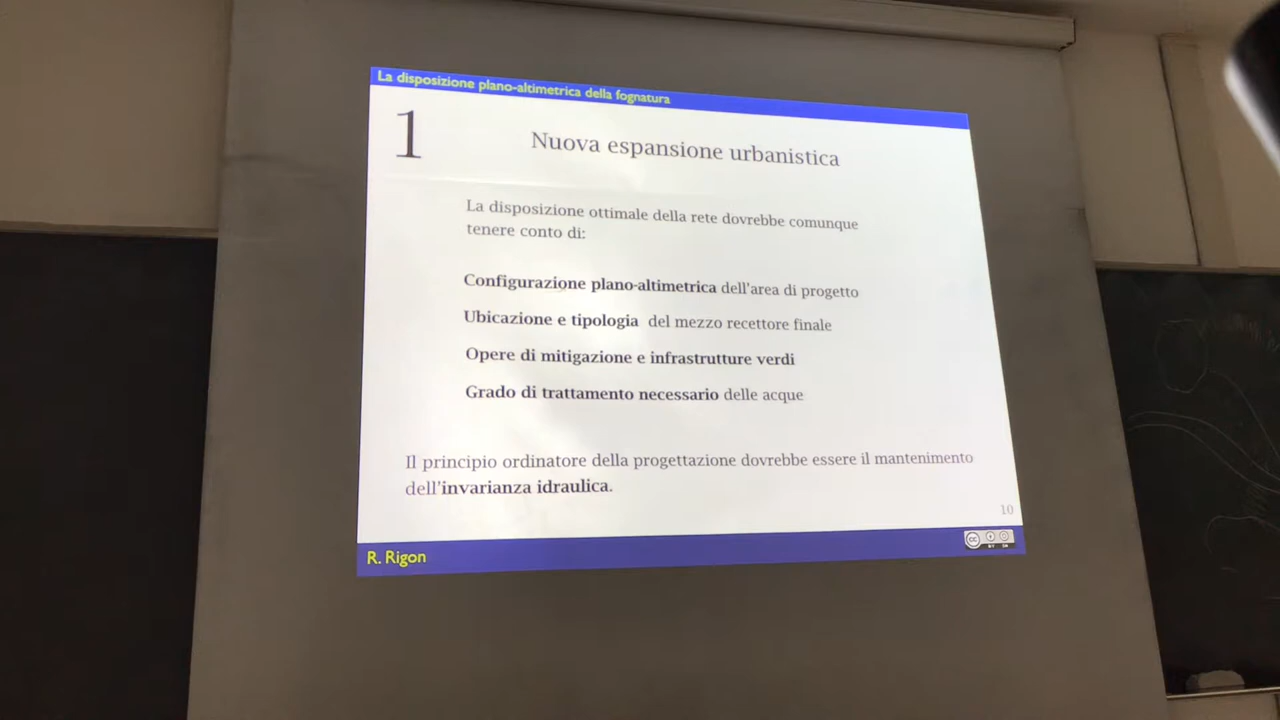 La disposizione plano-altimetrica della fognatura
1
Nuova espansione urbanistica
La disposizione ottimale della rete dovrebbe comunque
tenere conto di:
Configurazione plano-altimetrica dell'area di progetto
Ubicazione e tipologia del mezzo recettore finale
Opere di mitigazione e infrastrutture verdi
Grado di trattamento necessario delle acque
Il principio ordinatore della progettazione dovrebbe essere il mantenimento
dell'invarianza idraulica.
10
R. Rigon
cc